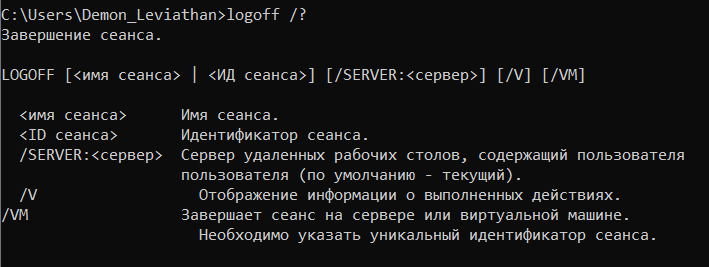 C:\Users\Demon_Leviathan>logoff /?
Завершение сеанса.

LOGOFF [<имя сеанса> | <ИД сеанса>] [/SERVER:<сервер>] [/V] [/VM]

  <имя сеанса>      Имя сеанса.
  <ID сеанса>       Идентификатор сеанса.
  /SERVER:<сервер>  Сервер удаленных рабочих столов, содержащий пользователя
                    пользователя (по умолчанию - текущий).
  /V                  Отображение информации о выполненных действиях.
/VM                 Завершает сеанс на сервере или виртуальной машине.
                      Необходимо указать уникальный идентификатор сеанса.